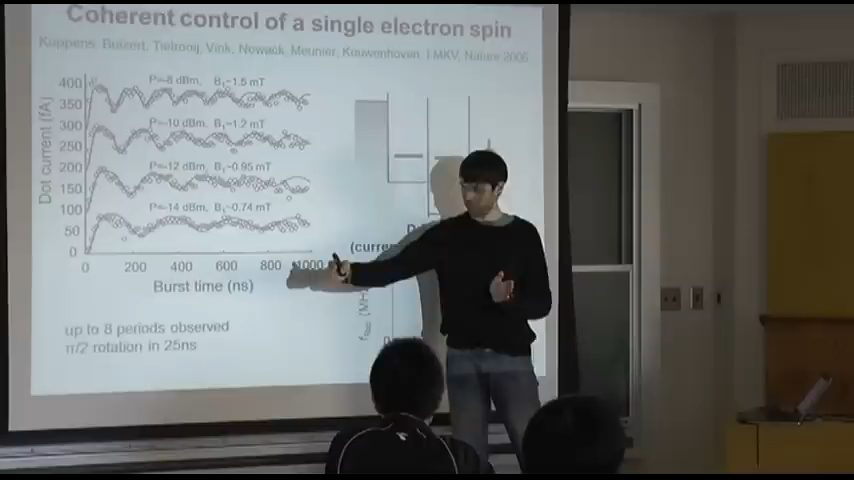 Coherent control of a single electron spin
Koppens, Buizert, Tielrooij, Vink, Nowack, Meunier, Kouwenhoven, LMKV, Nature 2006
Dot current (fA)
400
350
300
250
200
150
100
50
0
P=-8 dBm, B₁~1.5 mT
P=-10 dBm, B₁~1.2 mT
P=-12 dBm, B₁~0.95 mT
P=-14 dBm, B₁~0.74 mT
0 200 400 600 800 1000
Burst time (ns)
up to 8 periods observed
π/2 rotation in 25ns